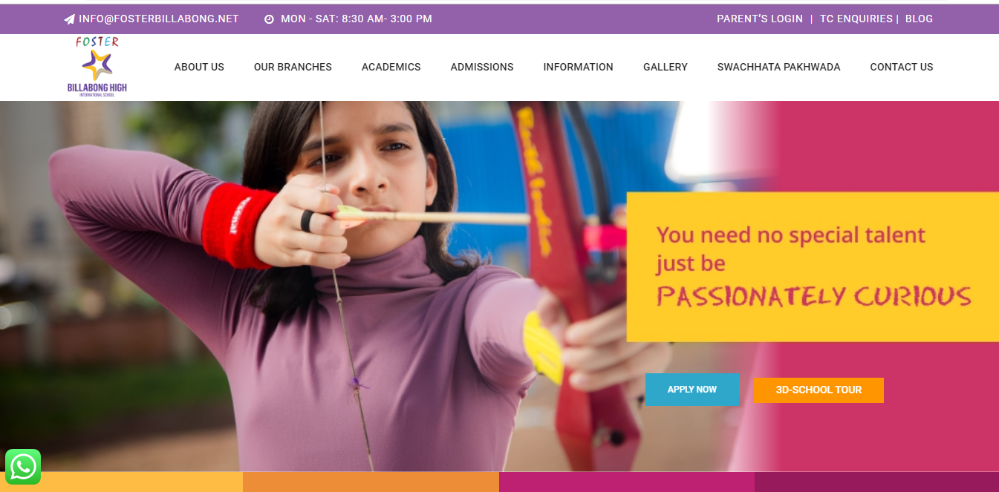 INFO@FOSTERBILLABONG.NET
MON - SAT: 8:30 AM- 3:00 PM
PARENT'S LOGIN | TC ENQUIRIES | BLOG
FOSTER
BILLABONG HIGH
INTERNATIONAL SCHOOL
ABOUT US
OUR BRANCHES
ACADEMICS
ADMISSIONS
INFORMATION
GALLERY
SWACHHATA PAKHWADA
CONTACT US
arsenal
You need no special talent
just be
PASSIONATELY CURIOUS
APPLY NOW
3D-SCHOOL TOUR